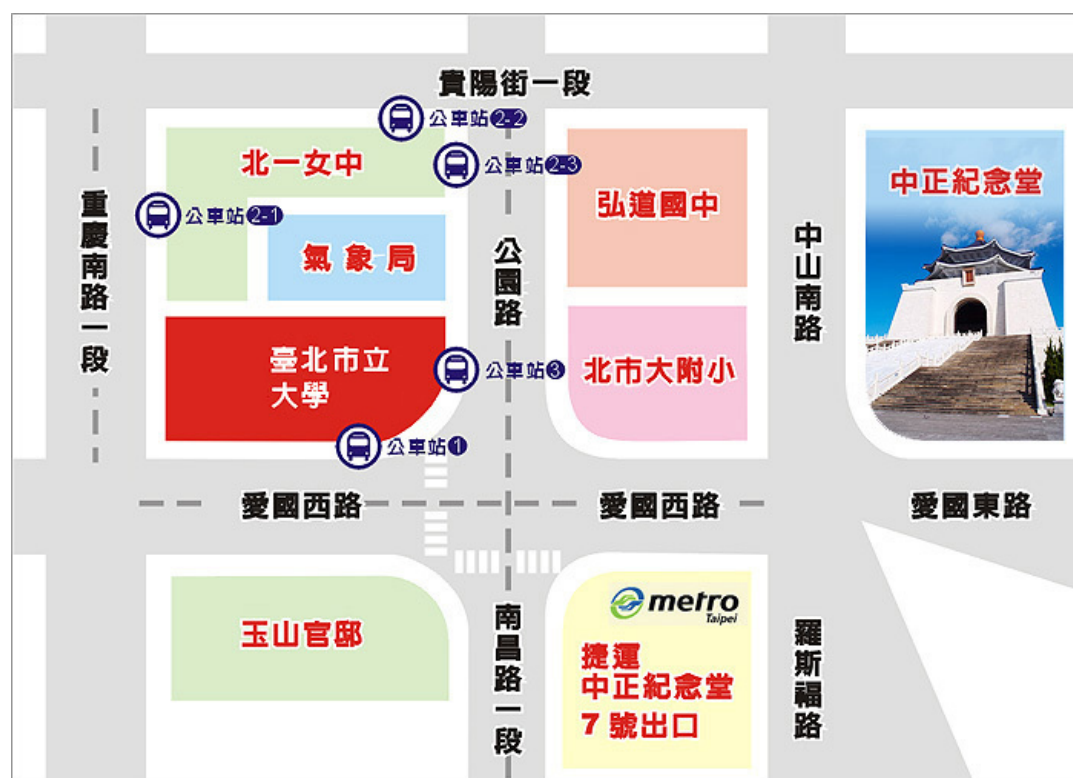 貴陽街一段
公車站2-2
北一女中
公車站2-3
中正紀念堂
弘道國中
重慶南路一段
公車站2-1
氣象局
公園路
中山南路
臺北市立
大學
公車站3
北市大附小
公車站1
愛國西路
愛國西路
愛國東路
玉山官邸
南昌路一段
metro
Taipei
捷運
中正紀念堂
7號出口
羅斯福路